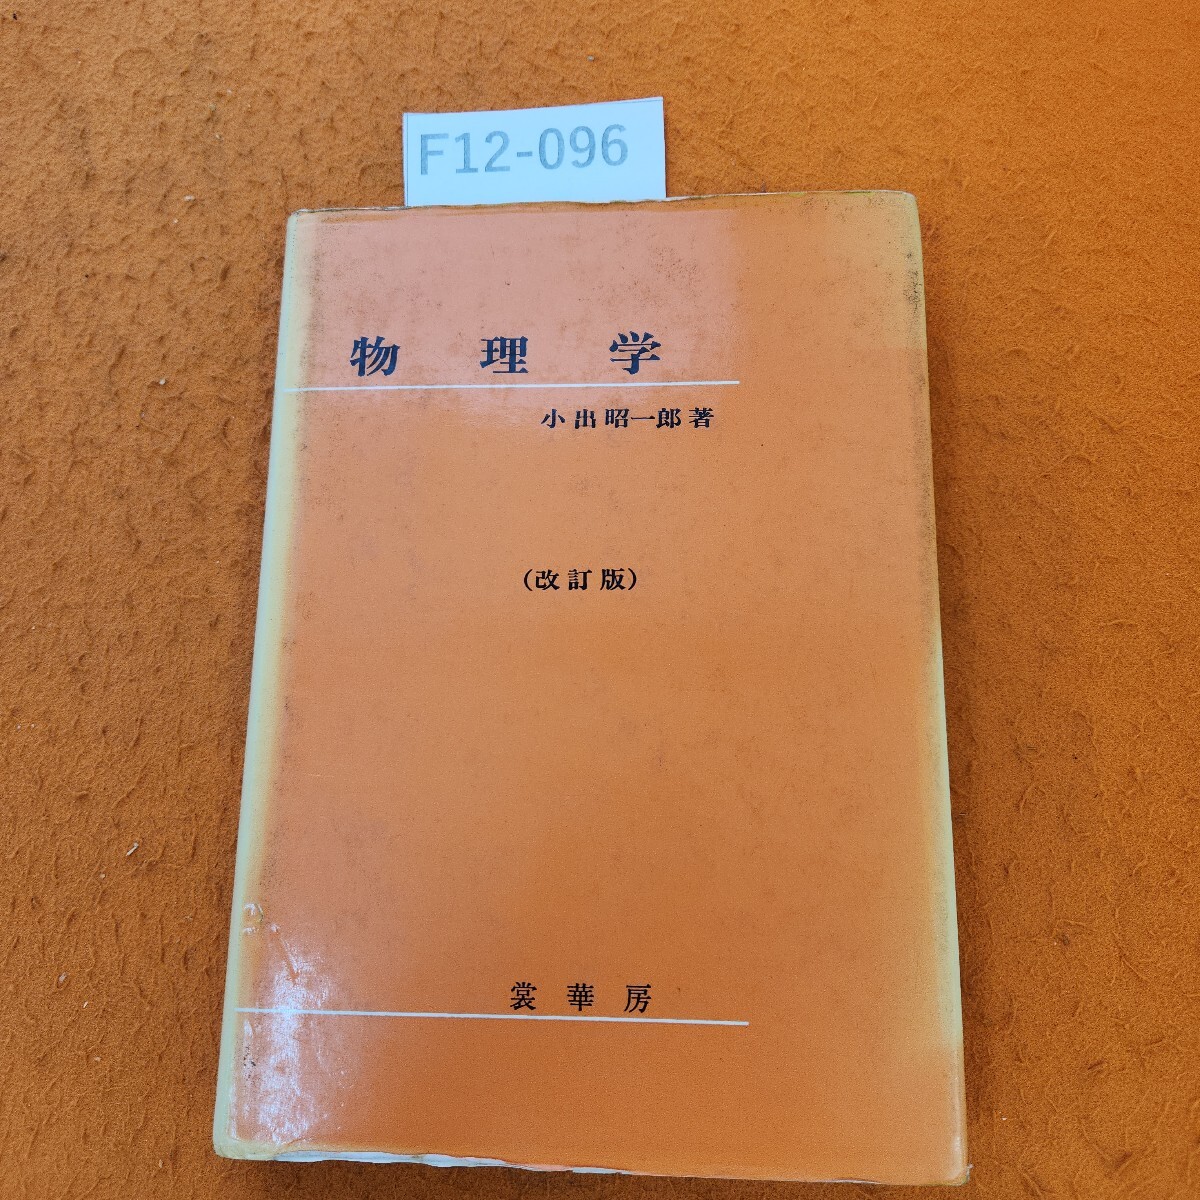 F12-096
物理学
小出昭一郎著
(改訂版)
裳華房